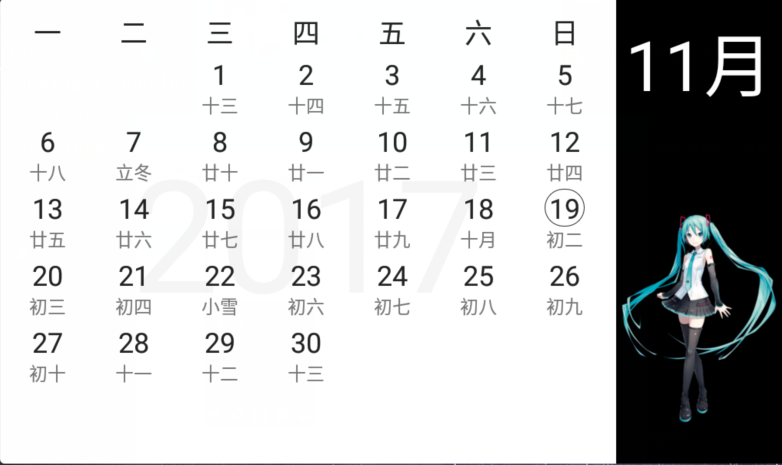 一 二 三 四 五 六 日
11月
1 2 3 4 5
十三 十四 十五 十六 十七
6 7 8 9 10 11 12
十八 立冬 廿十 廿一 廿二 廿三 廿四
2017
13 14 15 16 17 18 19
廿五 廿六 廿七 廿八 廿九 十月 初二
20 21 22 23 24 25 26
初三 初四 小雪 初六 初七 初八 初九
27 28 29 30
初十 十一 十二 十三